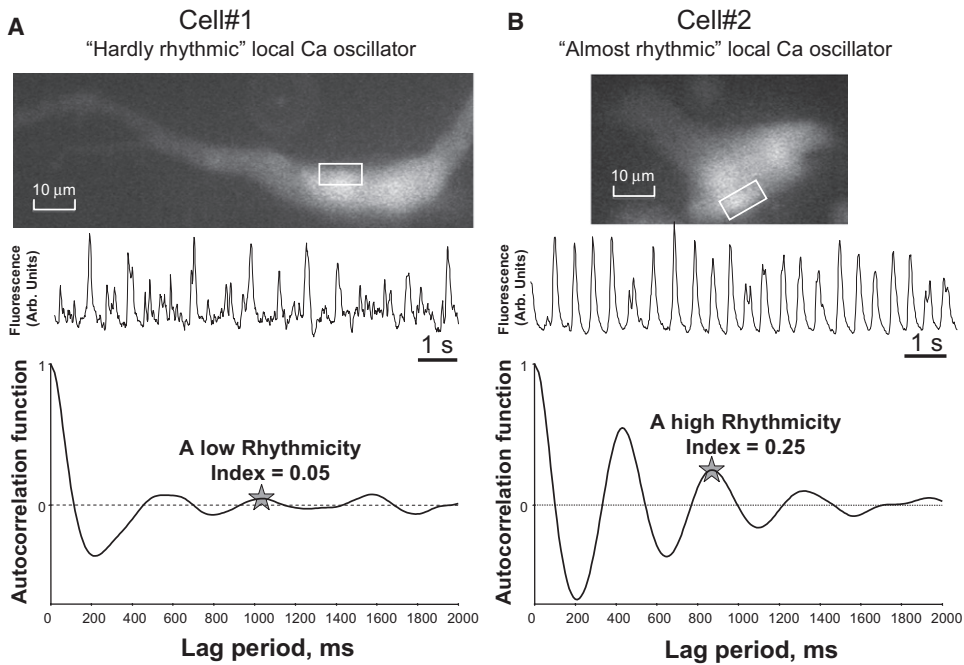 A
Cell#1
“Hardly rhythmic” local Ca oscillator
10 μm
Fluorescence
(Arb. Units)
1 s
Autocorrelation function
1
0
A low Rhythmicity
Index = 0.05
0 200 400 600 800 1000 1200 1400 1600 1800 2000
Lag period, ms
B
Cell#2
“Almost rhythmic” local Ca oscillator
10 μm
Fluorescence
(Arb. Units)
1 s
Autocorrelation function
1
0
A high Rhythmicity
Index = 0.25
0 200 400 600 800 1000 1200 1400 1600 1800 2000
Lag period, ms